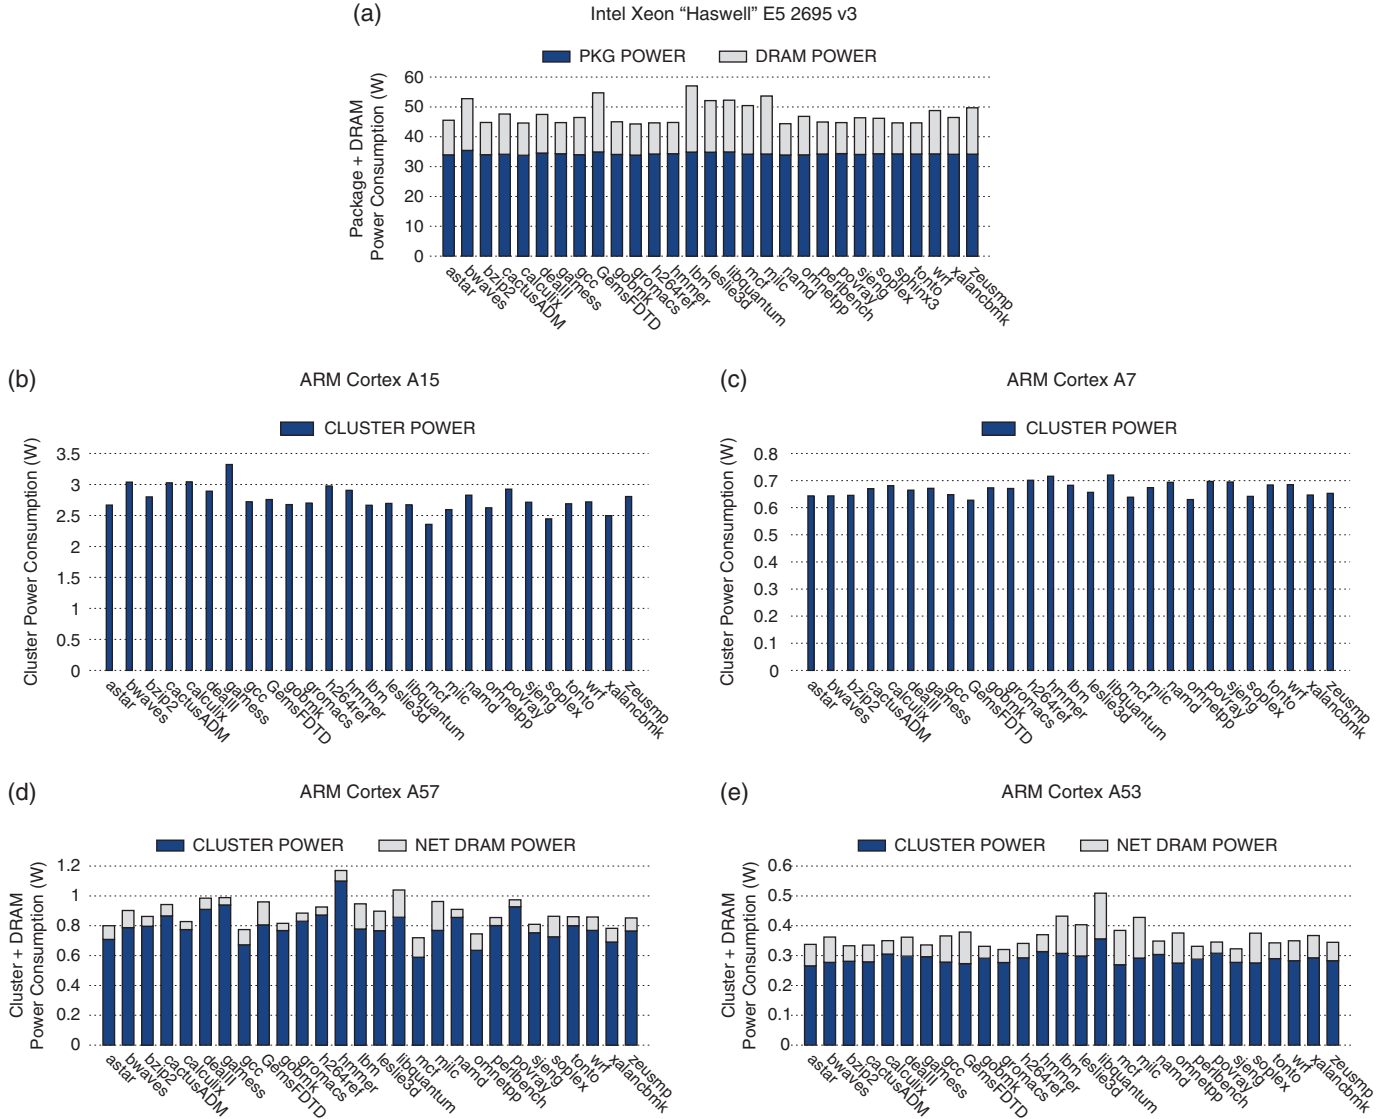 (a)
Intel Xeon “Haswell” E5 2695 v3
PKG POWER
DRAM POWER
Package + DRAM
Power Consumption (W)
60
50
40
30
20
10
0
astar
bwaves
bzip2
cactusADM
calculix
dealII
gamess
gcc
GemsFDTD
gobmk
gromacs
h264ref
hmmer
lbm
leslie3d
libquantum
mcf
milc
namd
omnetpp
perlbench
povray
sjeng
soplex
sphinx3
tonto
wrf
xalancbmk
zeusmp
(b)
ARM Cortex A15
CLUSTER POWER
Cluster Power Consumption (W)
3.5
3
2.5
2
1.5
1
0.5
0
astar
bwaves
bzip2
cactusADM
calculix
dealII
gamess
gcc
GemsFDTD
gobmk
gromacs
h264ref
hmmer
lbm
leslie3d
libquantum
mcf
milc
namd
omnetpp
povray
sjeng
soplex
tonto
wrf
xalancbmk
zeusmp
(c)
ARM Cortex A7
CLUSTER POWER
Cluster Power Consumption (W)
0.8
0.7
0.6
0.5
0.4
0.3
0.2
0.1
0
astar
bwaves
bzip2
cactusADM
calculix
dealII
gamess
gcc
GemsFDTD
gobmk
gromacs
h264ref
hmmer
lbm
leslie3d
libquantum
mcf
milc
namd
omnetpp
povray
sjeng
soplex
tonto
wrf
xalancbmk
zeusmp
(d)
ARM Cortex A57
CLUSTER POWER
NET DRAM POWER
Cluster + DRAM
Power Consumption (W)
1.2
1
0.8
0.6
0.4
0.2
0
astar
bwaves
bzip2
cactusADM
calculix
dealII
gamess
gcc
GemsFDTD
gobmk
gromacs
h264ref
hmmer
lbm
leslie3d
libquantum
mcf
milc
namd
omnetpp
perlbench
povray
sjeng
soplex
tonto
wrf
xalancbmk
zeusmp
(e)
ARM Cortex A53
CLUSTER POWER
NET DRAM POWER
Cluster + DRAM
Power Consumption (W)
0.6
0.5
0.4
0.3
0.2
0.1
0
astar
bwaves
bzip2
cactusADM
calculix
dealII
gamess
gcc
GemsFDTD
gobmk
gromacs
h264ref
hmmer
lbm
leslie3d
libquantum
mcf
milc
namd
omnetpp
perlbench
povray
sjeng
soplex
tonto
wrf
xalancbmk
zeusmp